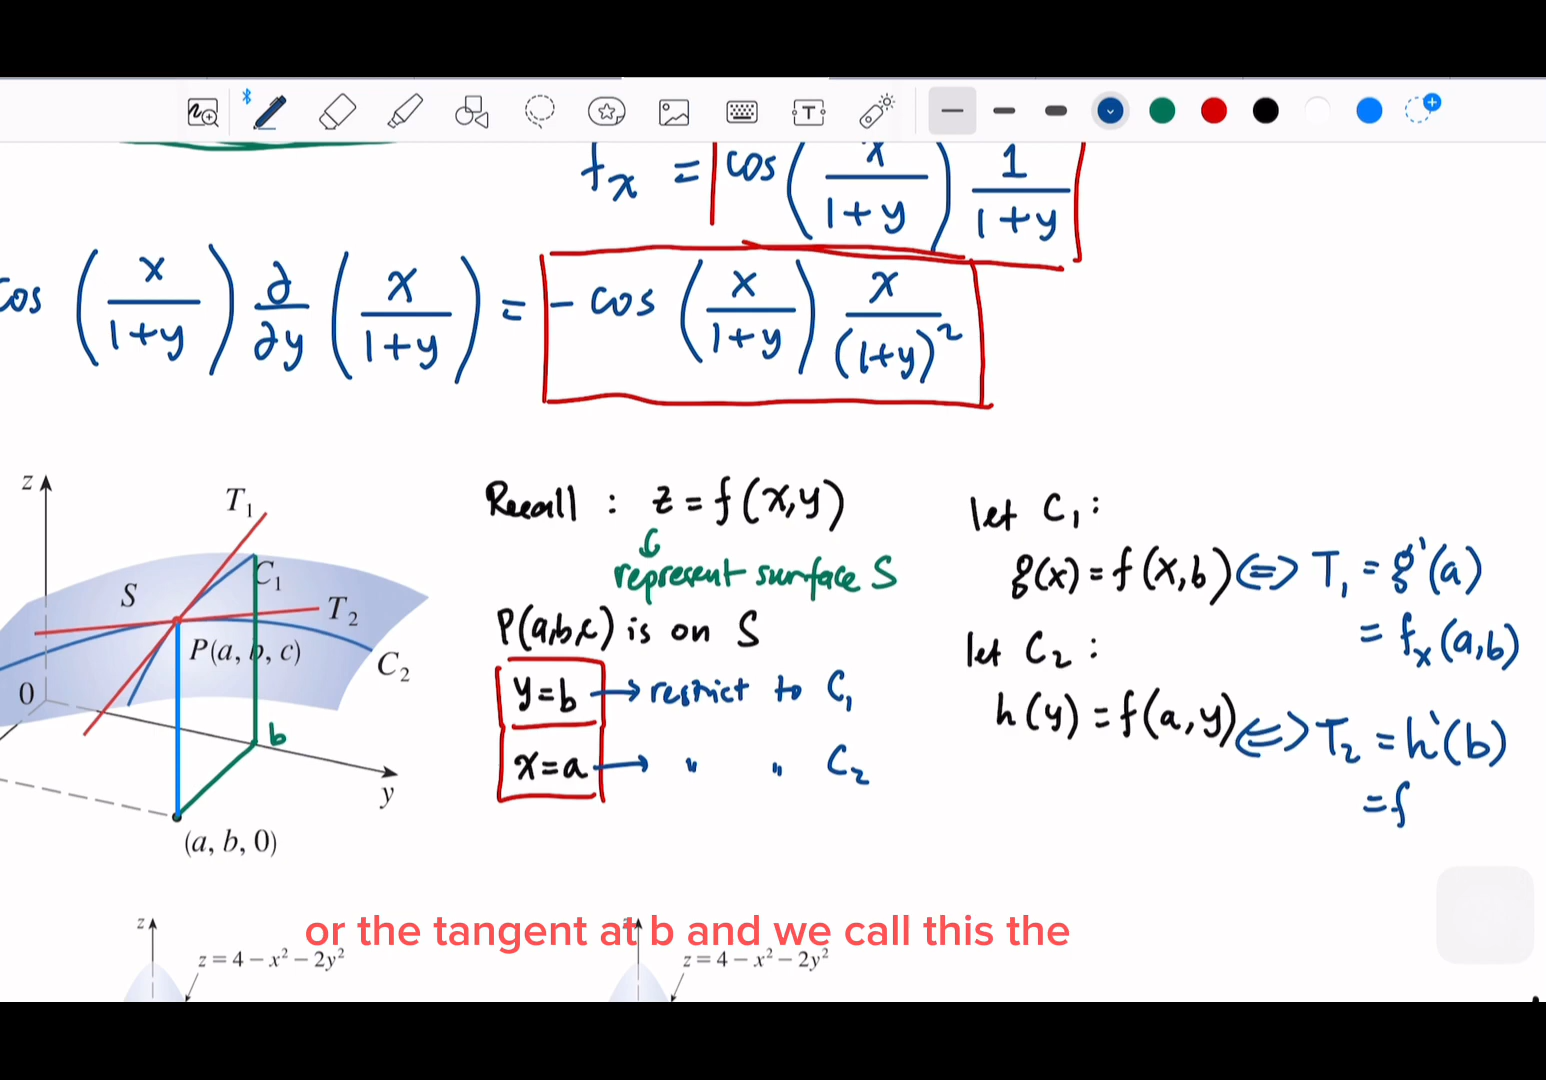 f_x = cos(x/(1+y)) 1/(1+y)
cos(x/(1+y)) ∂/∂y (x/(1+y)) = - cos(x/(1+y)) x/(1+y)²
z
T₁
C₁
S
T₂
P(a, b, c)
C₂
0
b
y
(a, b, 0)
Recall : z = f(x,y)
represent surface S
P(a,b,c) is on S
y=b → restrict to C₁
x=a → " " C₂
let C₁ :
g(x) = f(x,b) <=> T₁ = g'(a)
= f_x(a,b)
let C₂ :
h(y) = f(a,y) <=> T₂ = h'(b)
= f
or the tangent at b and we call this the
z
z = 4 – x² – 2y²
z
z = 4 – x² – 2y²
T